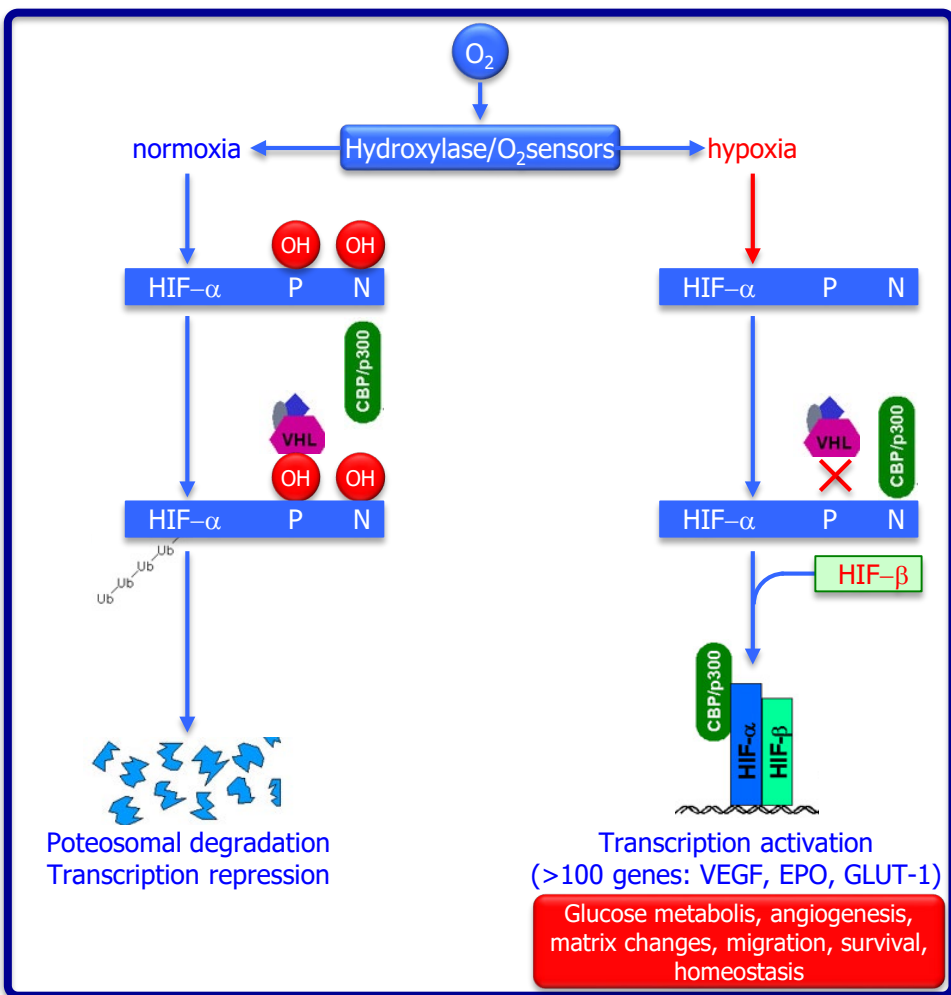 O₂
normoxia
Hydroxylase/O₂sensors
hypoxia
OH
OH
HIF–α P N
HIF–α P N
CBP/p300
VHL
OH
OH
VHL
CBP/p300
HIF–α P N
HIF–α P N
Ub
Ub
Ub
Ub
HIF–β
CBP/p300
HIF-α
HIF-β
Poteosomal degradation
Transcription repression
Transcription activation
(>100 genes: VEGF, EPO, GLUT-1)
Glucose metabolis, angiogenesis,
matrix changes, migration, survival,
homeostasis